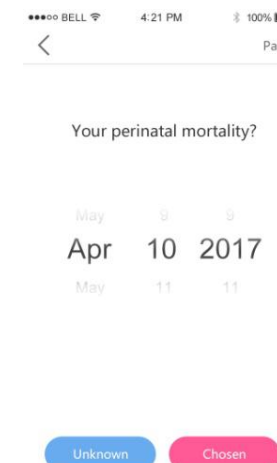 BELL 4:21 PM 100%
Pa
Your perinatal mortality?
May 9 9
Apr 10 2017
May 11 11
Unknown Chosen